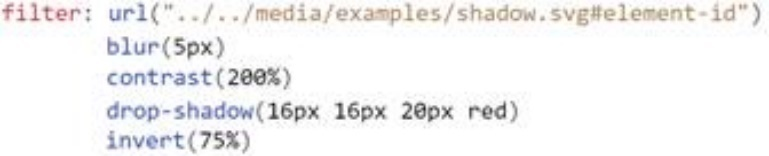 filter: url("../../media/examples/shadow.svg#element-id")
blur(5px)
contrast(200%)
drop-shadow(16px 16px 20px red)
invert(75%)